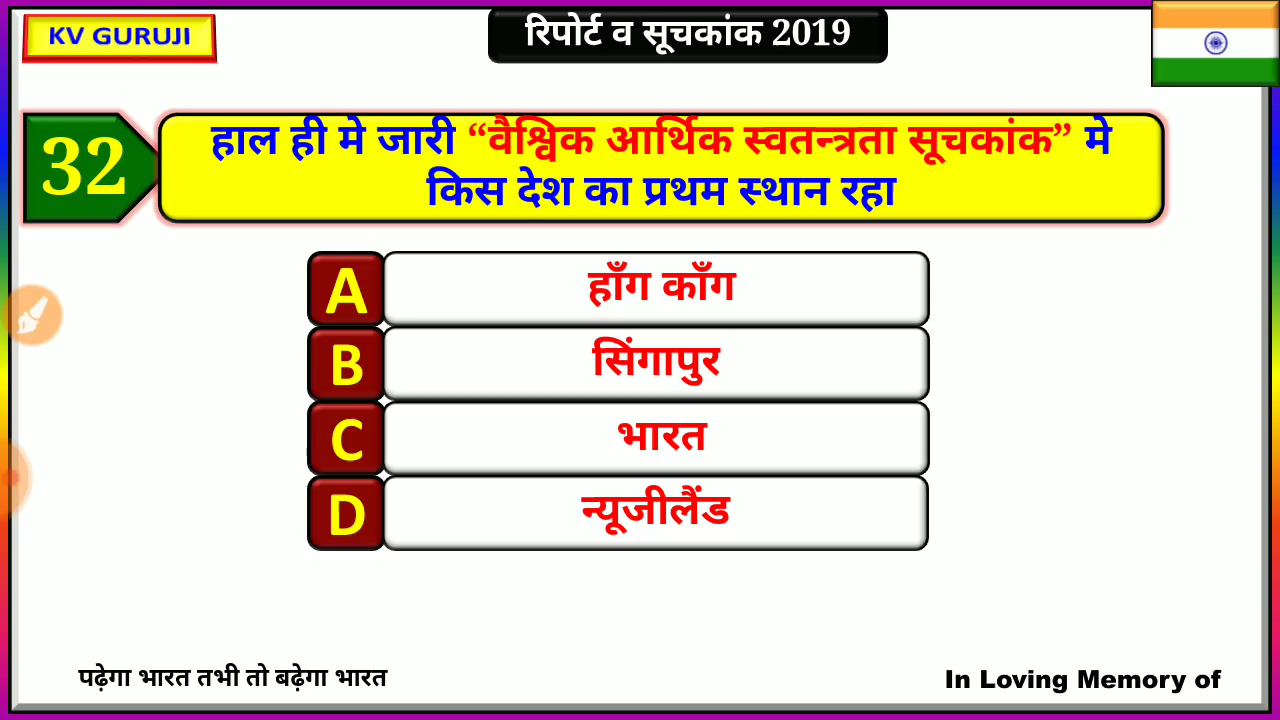 KV GURUJI
रिपोर्ट व सूचकांक 2019
32
हाल ही मे जारी “वैश्विक आर्थिक स्वतन्त्रता सूचकांक” मे
किस देश का प्रथम स्थान रहा
A हाँग काँग
B सिंगापुर
C भारत
D न्यूजीलैंड
पढ़ेगा भारत तभी तो बढ़ेगा भारत
In Loving Memory of